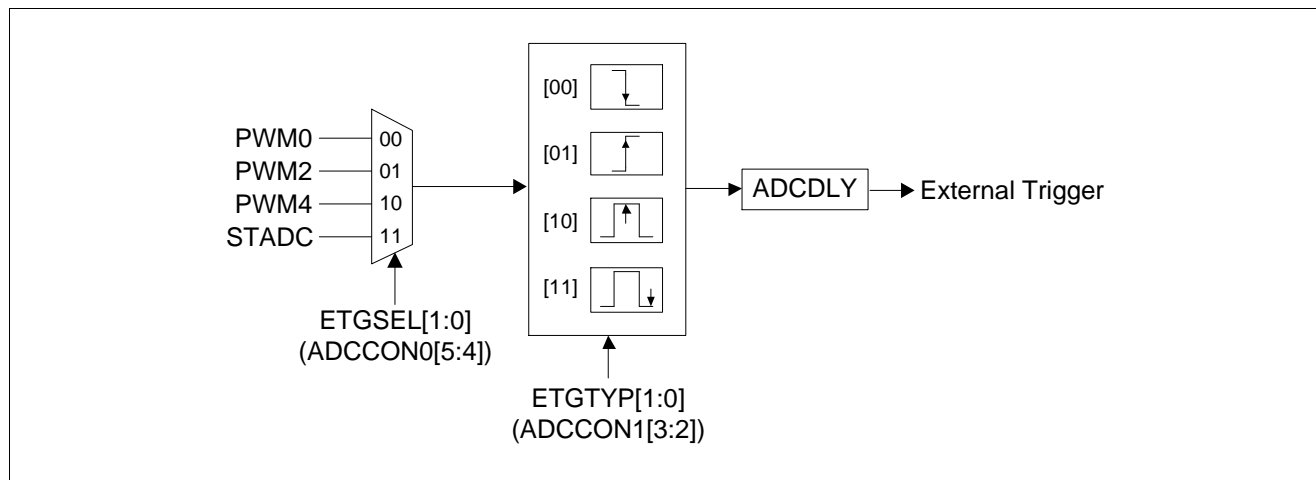 PWM0
PWM2
PWM4
STADC
00
01
10
11
ETGSEL[1:0]
(ADCCON0[5:4])
[00]
[01]
[10]
[11]
ETGTYP[1:0]
(ADCCON1[3:2])
ADCDLY
External Trigger